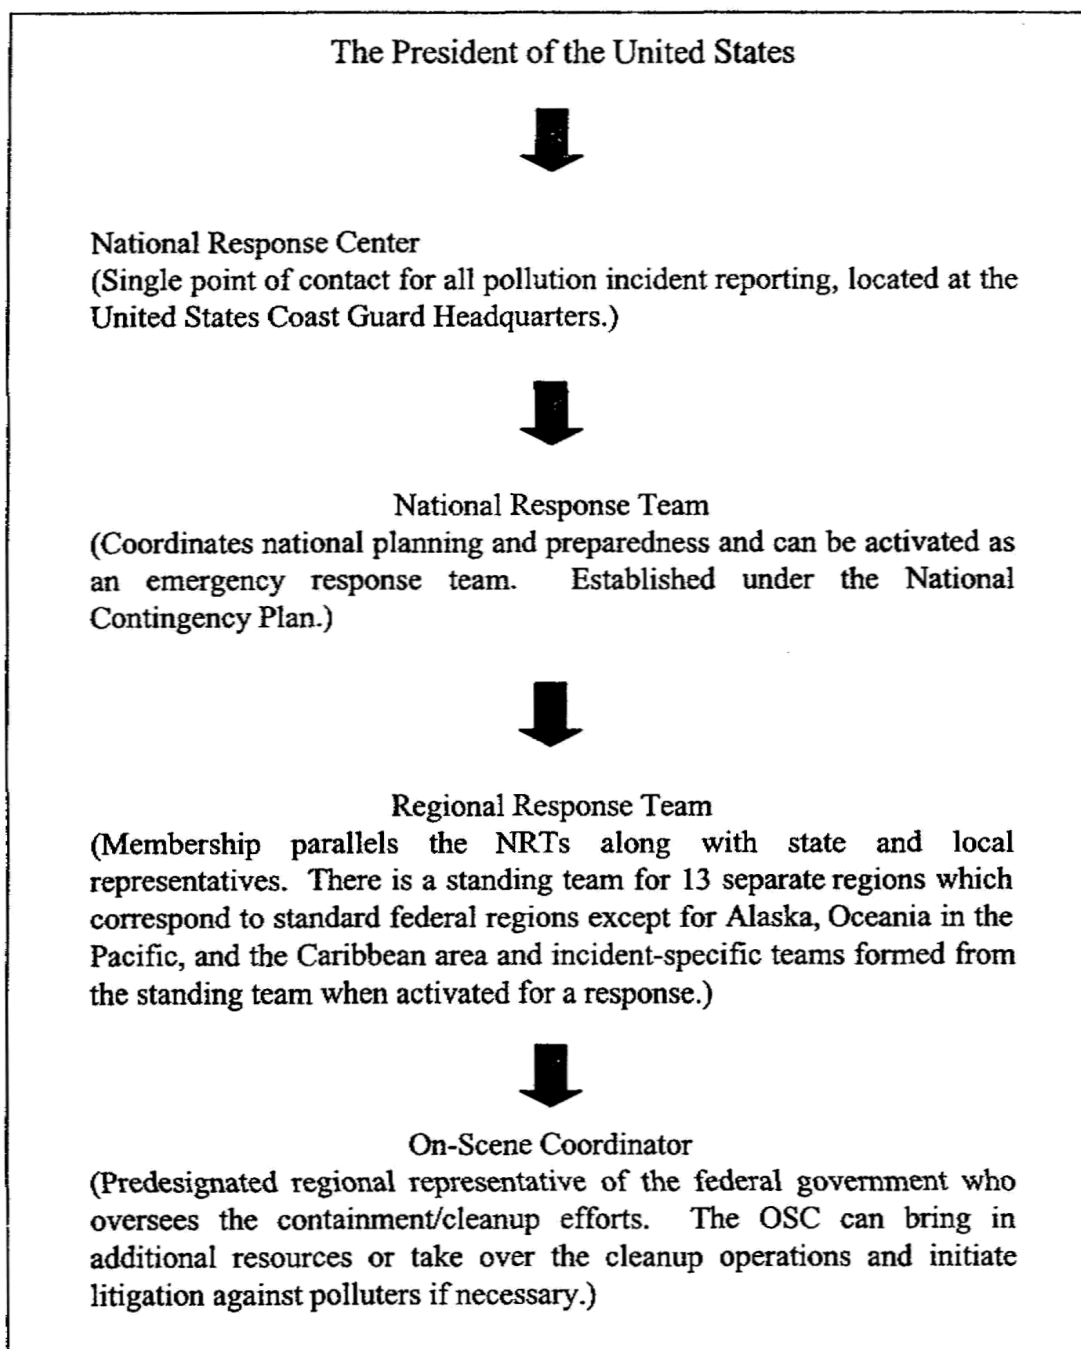 The President of the United States
National Response Center
(Single point of contact for all pollution incident reporting, located at the
United States Coast Guard Headquarters.)
National Response Team
(Coordinates national planning and preparedness and can be activated as
an emergency response team. Established under the National
Contingency Plan.)
Regional Response Team
(Membership parallels the NRTs along with state and local
representatives. There is a standing team for 13 separate regions which
correspond to standard federal regions except for Alaska, Oceania in the
Pacific, and the Caribbean area and incident-specific teams formed from
the standing team when activated for a response.)
On-Scene Coordinator
(Predesignated regional representative of the federal government who
oversees the containment/cleanup efforts. The OSC can bring in
additional resources or take over the cleanup operations and initiate
litigation against polluters if necessary.)